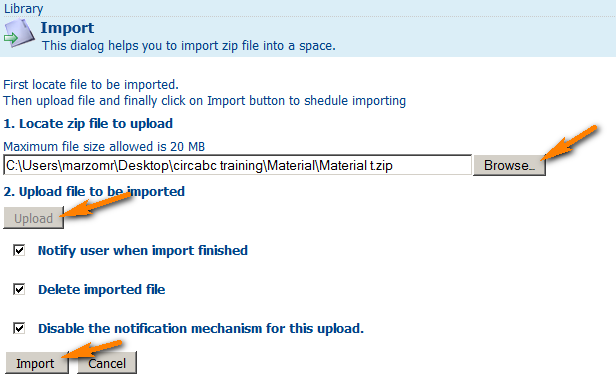 Library
Import
This dialog helps you to import zip file into a space.
First locate file to be imported.
Then upload file and finally click on Import button to shedule importing
1. Locate zip file to upload
Maximum file size allowed is 20 MB
C:\Users\marzomr\Desktop\circabc training\Material\Material t.zip Browse..
2. Upload file to be imported
Upload
Notify user when import finished
Delete imported file
Disable the notification mechanism for this upload.
Import Cancel